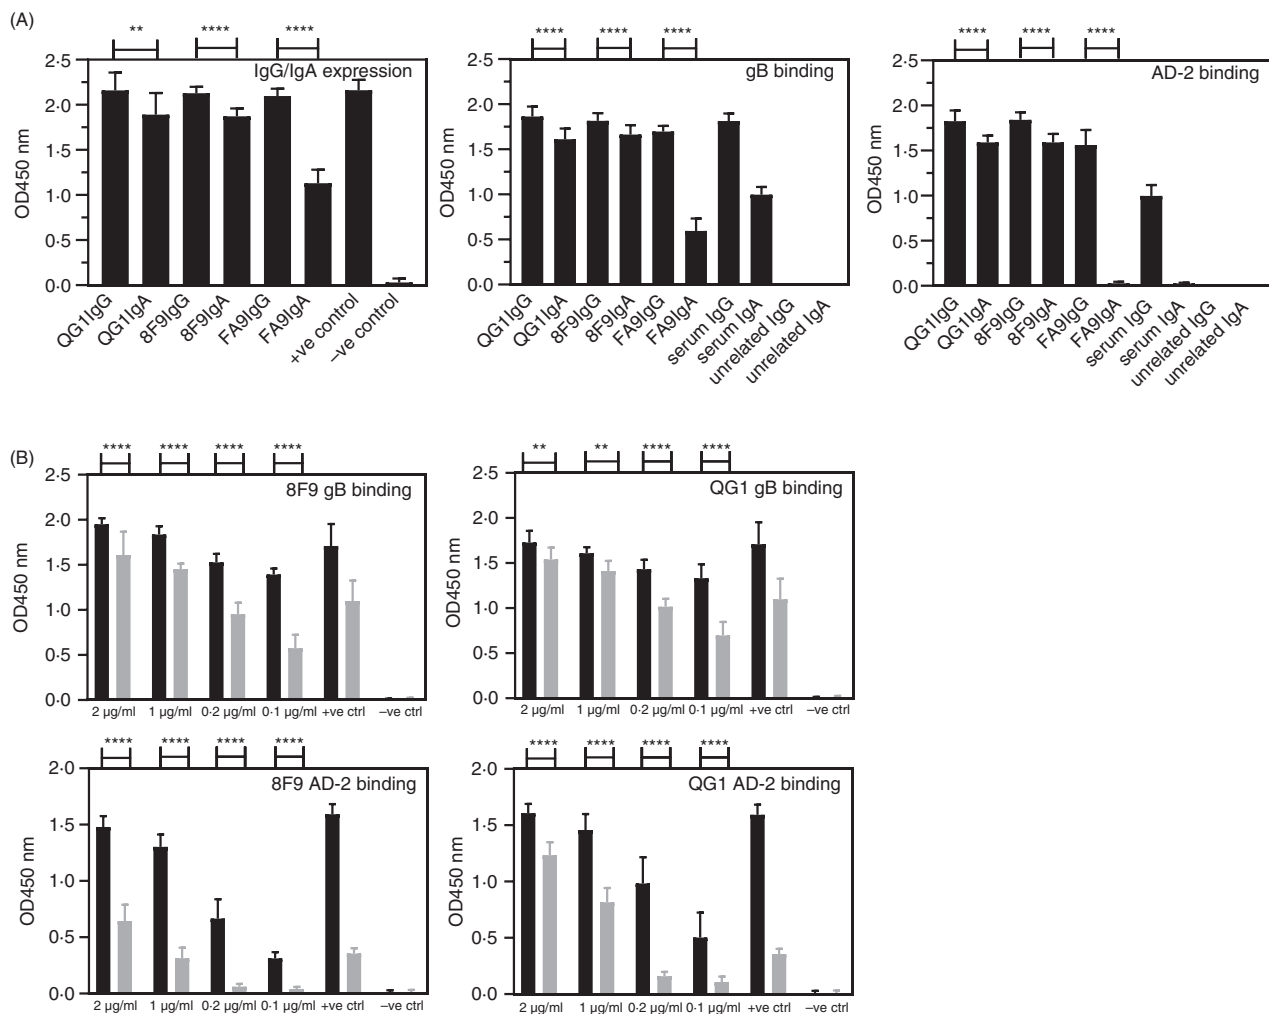 (A)
** **** ****
IgG/IgA expression
OD450 nm
2·5
2·0
1·5
1·0
0·5
0·0
QG1IgG
QG1IgA
8F9IgG
8F9IgA
FA9IgG
FA9IgA
+ve control
–ve control
**** **** ****
gB binding
OD450 nm
2·5
2·0
1·5
1·0
0·5
0·0
QG1IgG
QG1IgA
8F9IgG
8F9IgA
FA9IgG
FA9IgA
serum IgG
serum IgA
unrelated IgG
unrelated IgA
**** **** ****
AD-2 binding
OD450 nm
2·5
2·0
1·5
1·0
0·5
0·0
QG1IgG
QG1IgA
8F9IgG
8F9IgA
FA9IgG
FA9IgA
serum IgG
serum IgA
unrelated IgG
unrelated IgA
(B)
**** **** **** ****
8F9 gB binding
OD450 nm
2·5
2·0
1·5
1·0
0·5
0·0
2 µg/ml 1 µg/ml 0·2 µg/ml 0·1 µg/ml +ve ctrl –ve ctrl
** ** **** ****
QG1 gB binding
OD450 nm
2·5
2·0
1·5
1·0
0·5
0·0
2 µg/ml 1 µg/ml 0·2 µg/ml 0·1 µg/ml +ve ctrl –ve ctrl
**** **** **** ****
8F9 AD-2 binding
OD450 nm
2·0
1·5
1·0
0·5
0·0
2 µg/ml 1 µg/ml 0·2 µg/ml 0·1 µg/ml +ve ctrl –ve ctrl
**** **** **** ****
QG1 AD-2 binding
OD450 nm
2·0
1·5
1·0
0·5
0·0
2 µg/ml 1 µg/ml 0·2 µg/ml 0·1 µg/ml +ve ctrl –ve ctrl